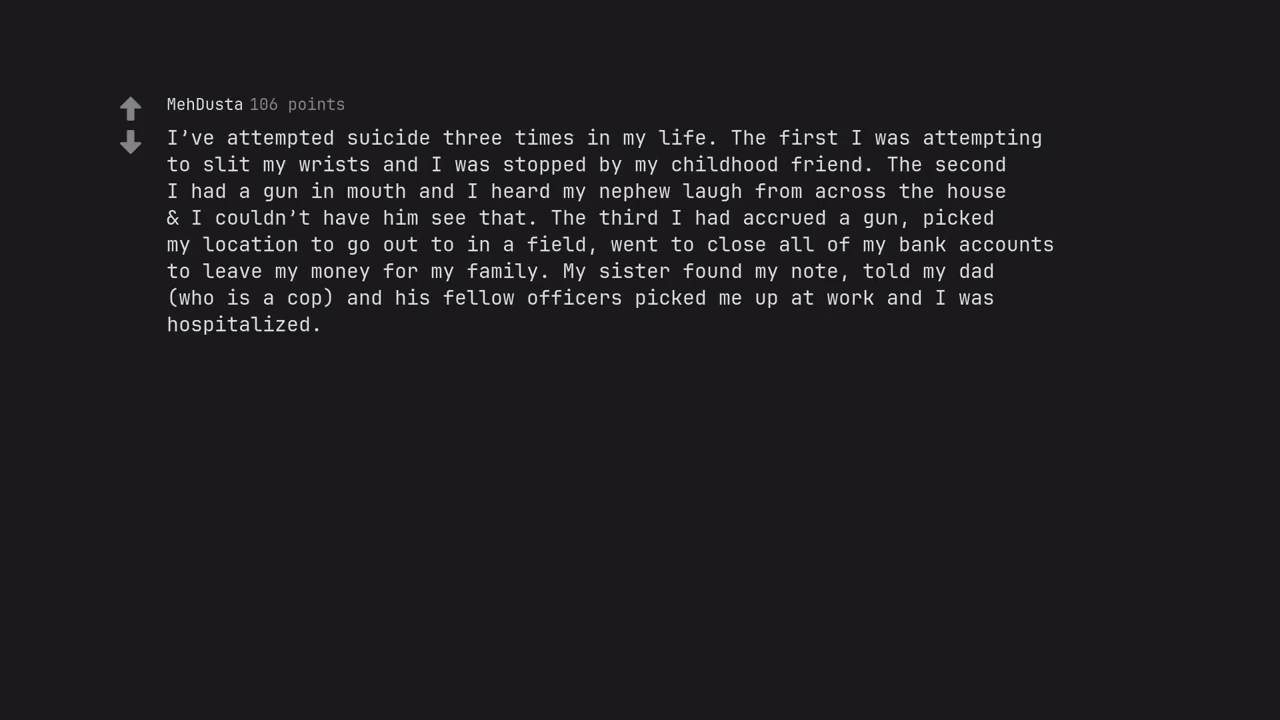 MehDusta 106 points
I’ve attempted suicide three times in my life. The first I was attempting
to slit my wrists and I was stopped by my childhood friend. The second
I had a gun in mouth and I heard my nephew laugh from across the house
& I couldn’t have him see that. The third I had accrued a gun, picked
my location to go out to in a field, went to close all of my bank accounts
to leave my money for my family. My sister found my note, told my dad
(who is a cop) and his fellow officers picked me up at work and I was
hospitalized.